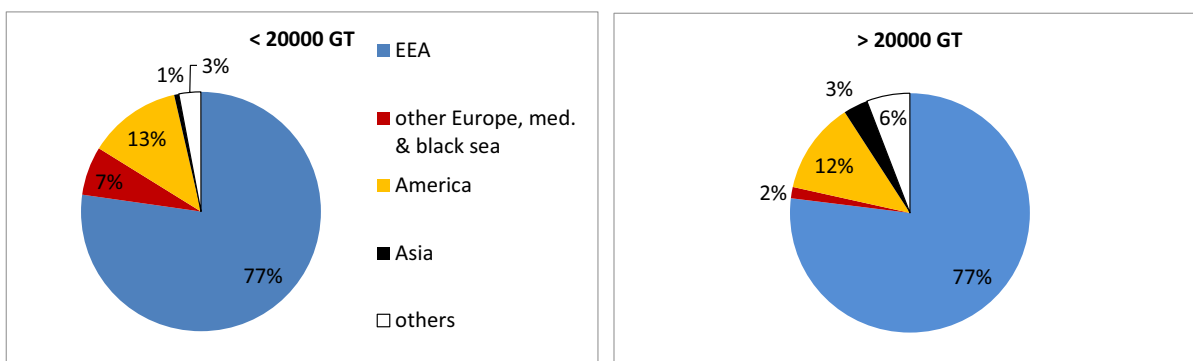 < 20000 GT
EEA
other Europe, med.
& black sea
America
Asia
others
1%
3%
13%
7%
77%
> 20000 GT
3%
6%
12%
2%
77%